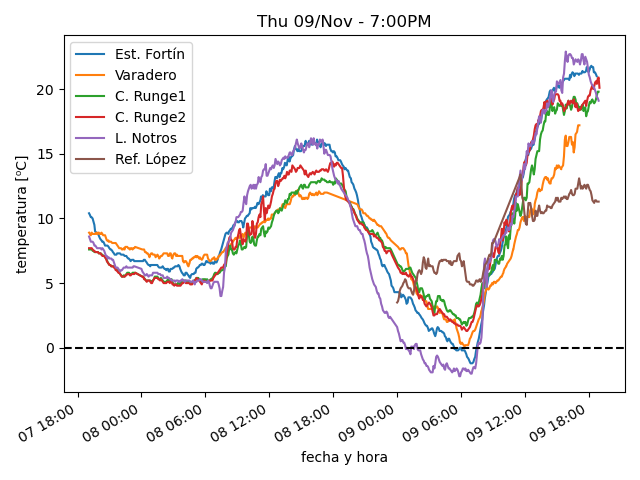 Thu 09/Nov - 7:00PM
Est. Fortín
Varadero
C. Runge1
C. Runge2
L. Notros
Ref. López
temperatura [ºC]
20
15
10
5
0
07 18:00
08 00:00
08 06:00
08 12:00
08 18:00
09 00:00
09 06:00
09 12:00
09 18:00
fecha y hora